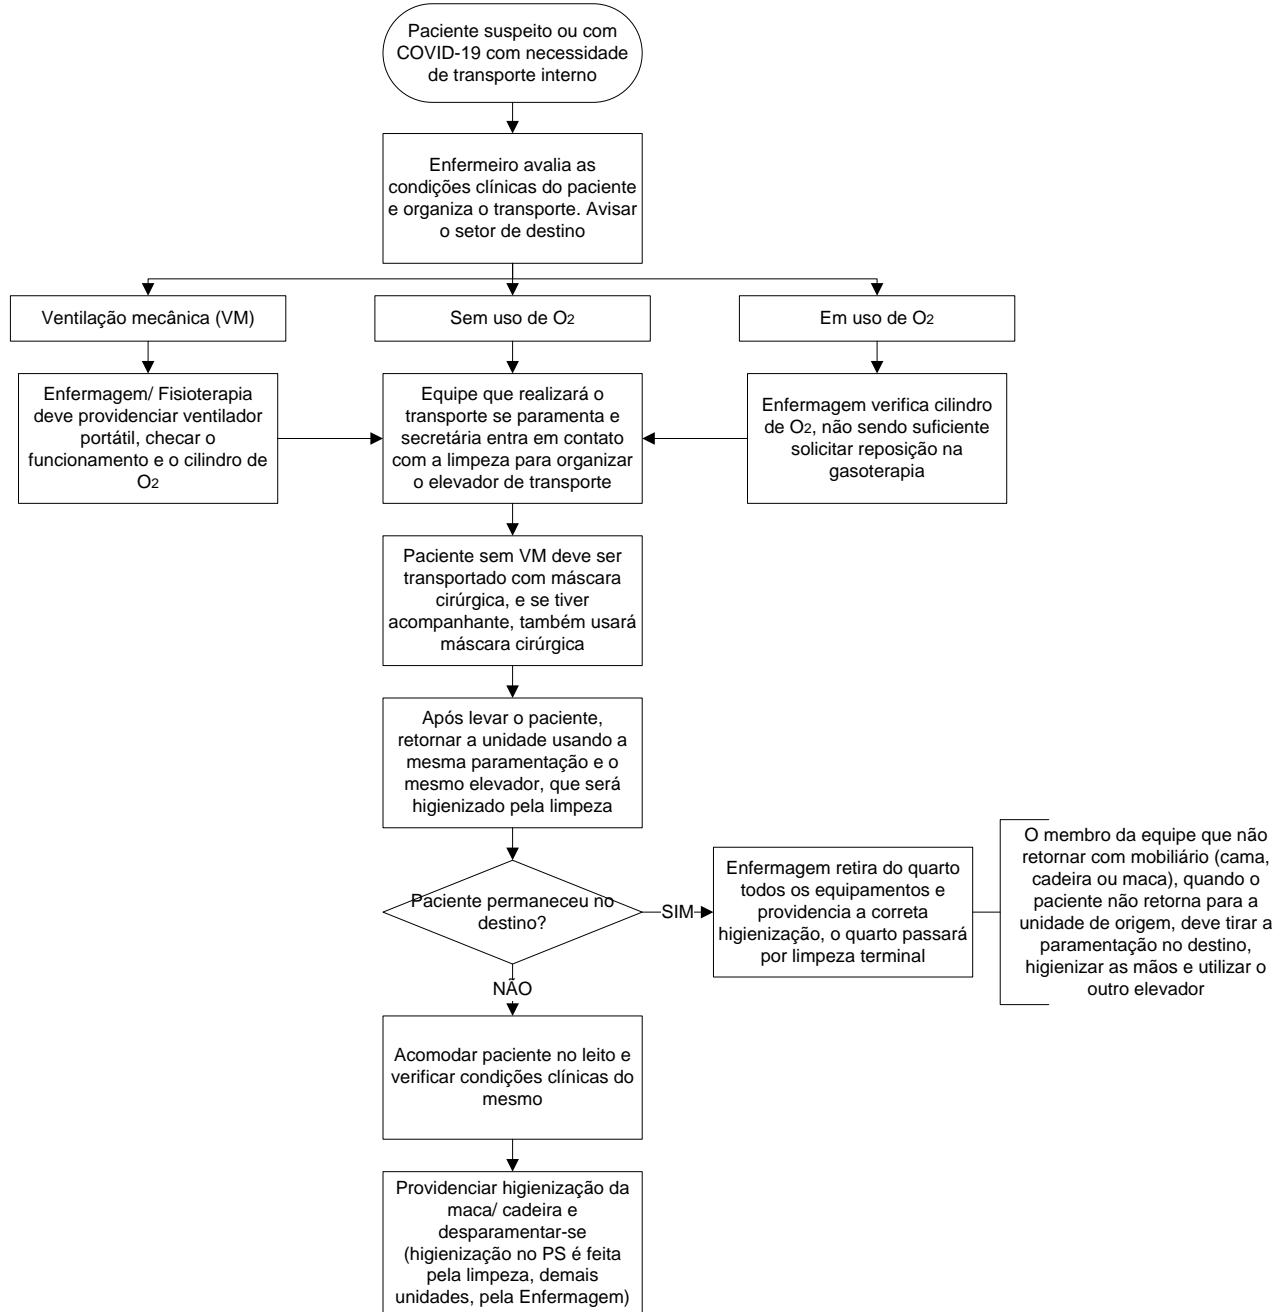 Paciente suspeito ou com
COVID-19 com necessidade
de transporte interno
Enfermeiro avalia as
condições clínicas do paciente
e organiza o transporte. Avisar
o setor de destino
Ventilação mecânica (VM)
Sem uso de O2
Em uso de O2
Enfermagem/ Fisioterapia
deve providenciar ventilador
portátil, checar o
funcionamento e o cilindro de
O2
Equipe que realizará o
transporte se paramenta e
secretária entra em contato
com a limpeza para organizar
o elevador de transporte
Enfermagem verifica cilindro
de O2, não sendo suficiente
solicitar reposição na
gasoterapia
Paciente sem VM deve ser
transportado com máscara
cirúrgica, e se tiver
acompanhante, também usará
máscara cirúrgica
Após levar o paciente,
retornar a unidade usando a
mesma paramentação e o
mesmo elevador, que será
higienizado pela limpeza
Paciente permaneceu no
destino?
SIM
Enfermagem retira do quarto
todos os equipamentos e
providencia a correta
higienização, o quarto passará
por limpeza terminal
O membro da equipe que não
retornar com mobiliário (cama,
cadeira ou maca), quando o
paciente não retorna para a
unidade de origem, deve tirar a
paramentação no destino,
higienizar as mãos e utilizar o
outro elevador
NÃO
Acomodar paciente no leito e
verificar condições clínicas do
mesmo
Providenciar higienização da
maca/ cadeira e
desparamentar-se
(higienização no PS é feita
pela limpeza, demais
unidades, pela Enfermagem)